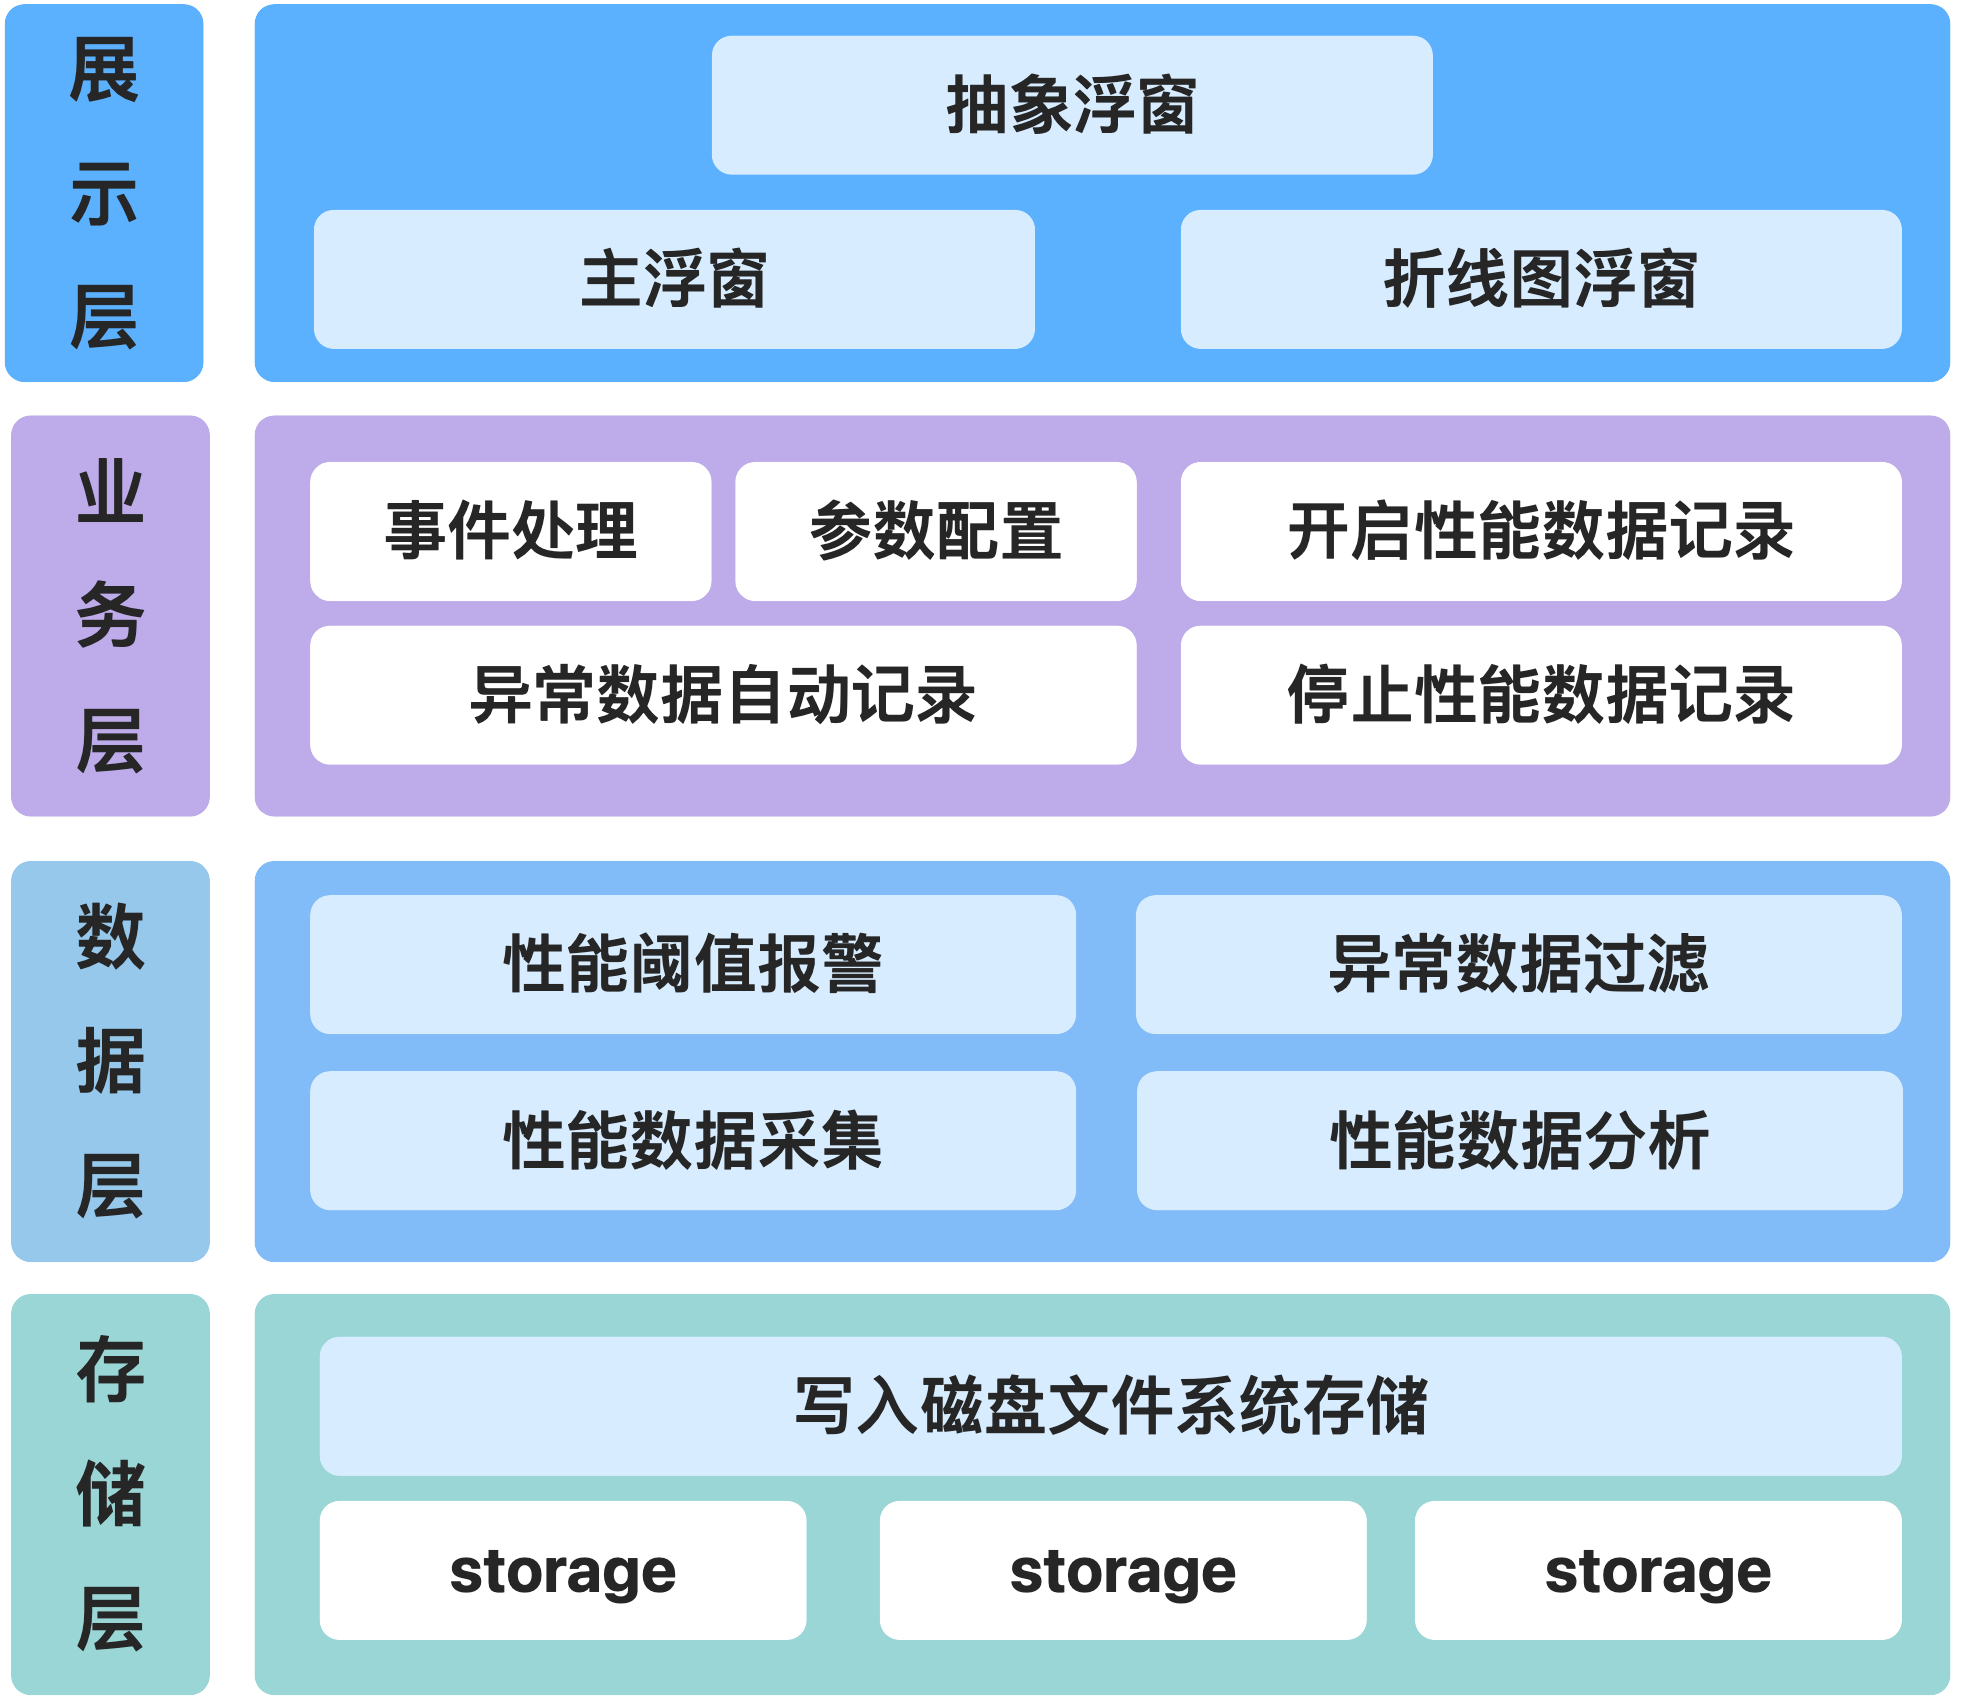 展示层
抽象浮窗
主浮窗
折线图浮窗
业务层
事件处理
参数配置
开启性能数据记录
异常数据自动记录
停止性能数据记录
数据层
性能阈值报警
异常数据过滤
性能数据采集
性能数据分析
存储层
写入磁盘文件系统存储
storage
storage
storage